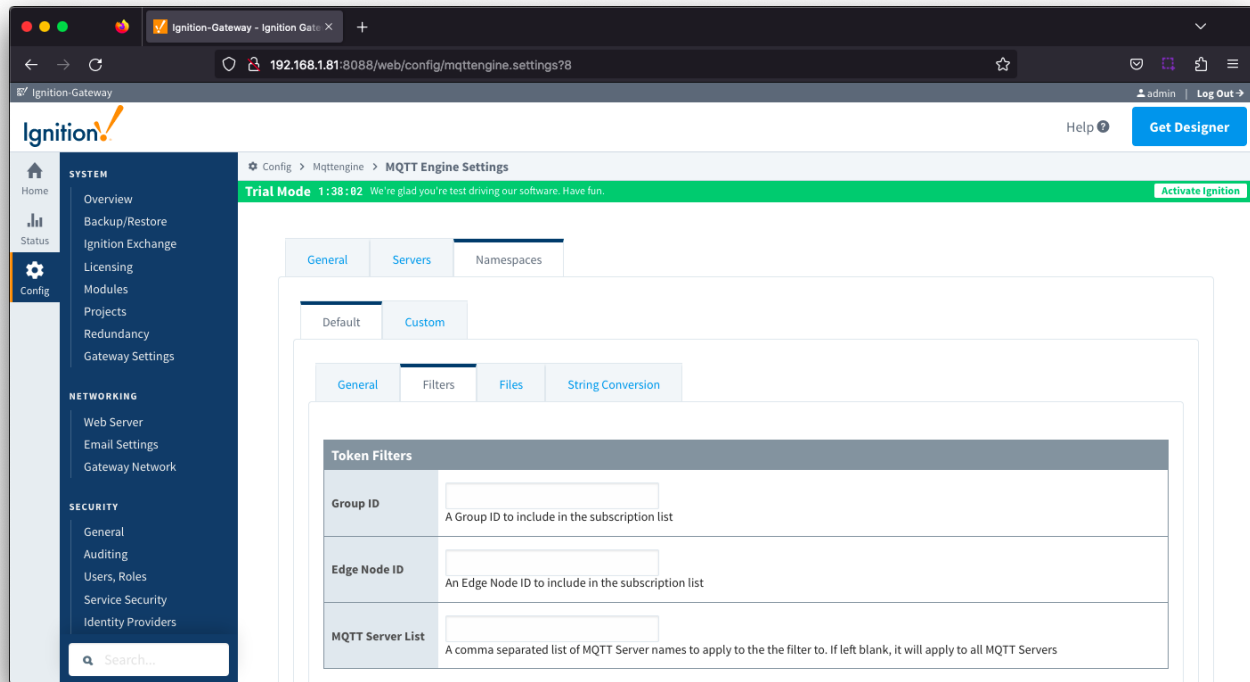 Ignition-Gateway - Ignition Gate
192.168.1.81:8088/web/config/mqttengine.settings?8
Ignition-Gateway
admin | Log Out
Ignition!
Help
Get Designer
Home
Status
Config
SYSTEM
Overview
Backup/Restore
Ignition Exchange
Licensing
Modules
Projects
Redundancy
Gateway Settings
NETWORKING
Web Server
Email Settings
Gateway Network
SECURITY
General
Auditing
Users, Roles
Service Security
Identity Providers
Search...
Config > Mqttengine > MQTT Engine Settings
Trial Mode 1:38:02 We're glad you're test driving our software. Have fun.
Activate Ignition
General Servers Namespaces
Default Custom
General Filters Files String Conversion
Token Filters
Group ID
A Group ID to include in the subscription list
Edge Node ID
An Edge Node ID to include in the subscription list
MQTT Server List
A comma separated list of MQTT Server names to apply to the the filter to. If left blank, it will apply to all MQTT Servers